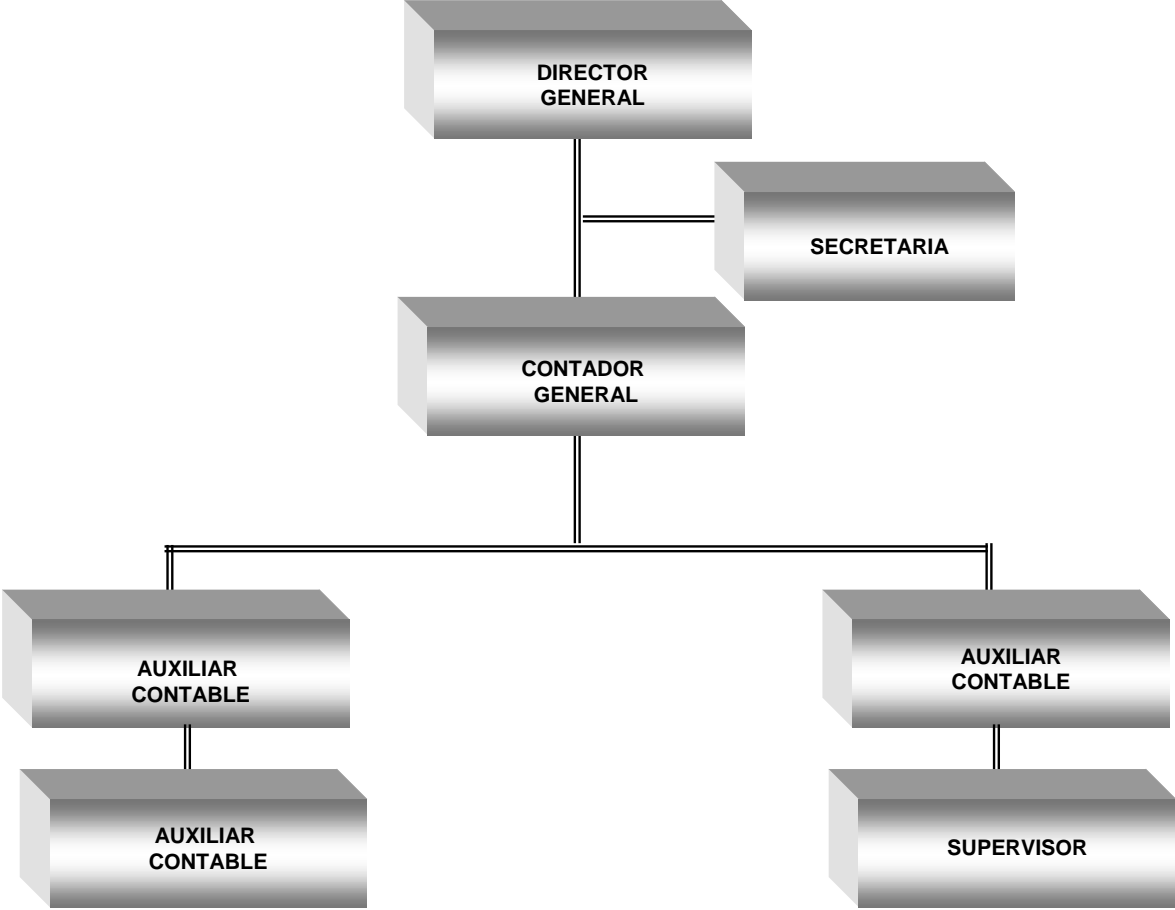 DIRECTOR
GENERAL
SECRETARIA
CONTADOR
GENERAL
AUXILIAR
CONTABLE
AUXILIAR
CONTABLE
AUXILIAR
CONTABLE
SUPERVISOR